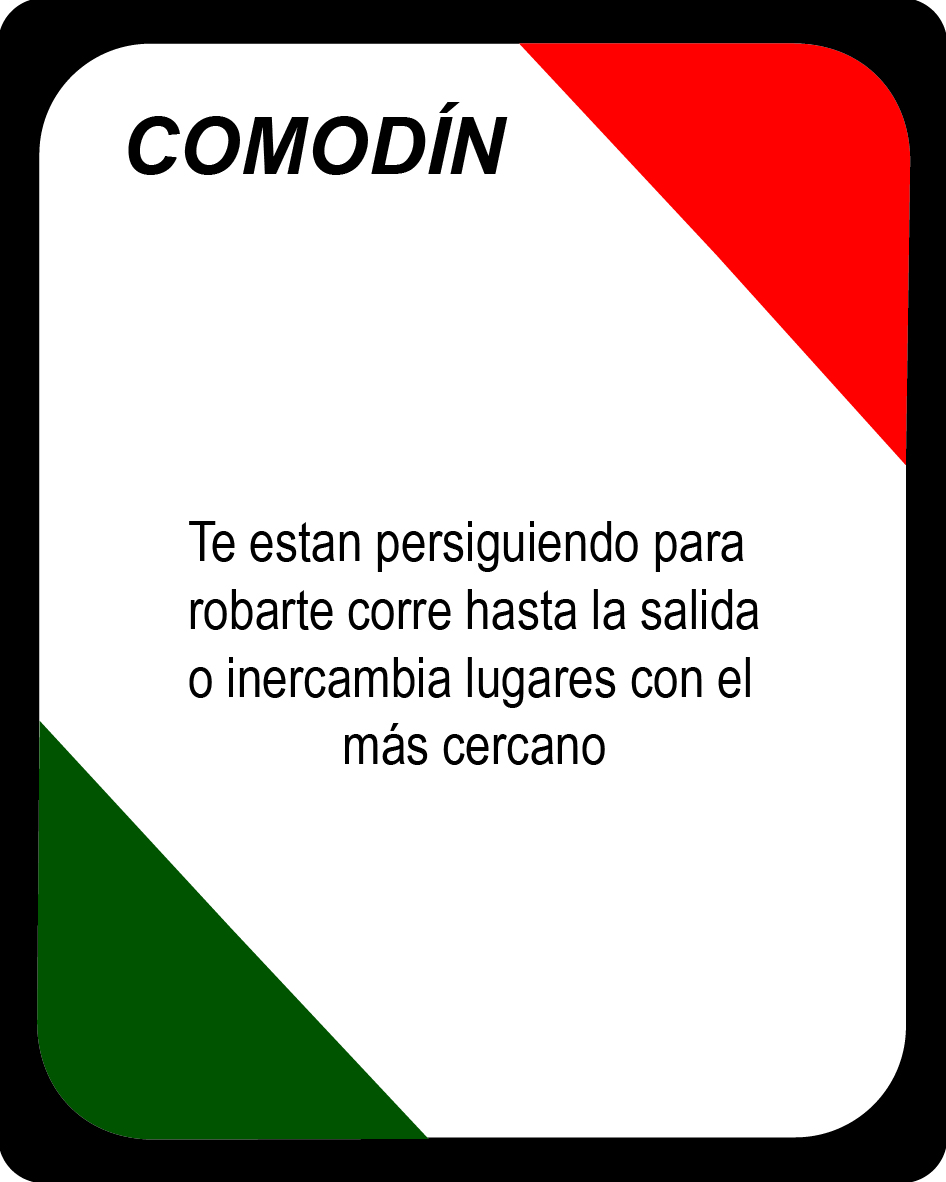 COMODÍN
Te estan persiguiendo para
robarte corre hasta la salida
o inercambia lugares con el
más cercano